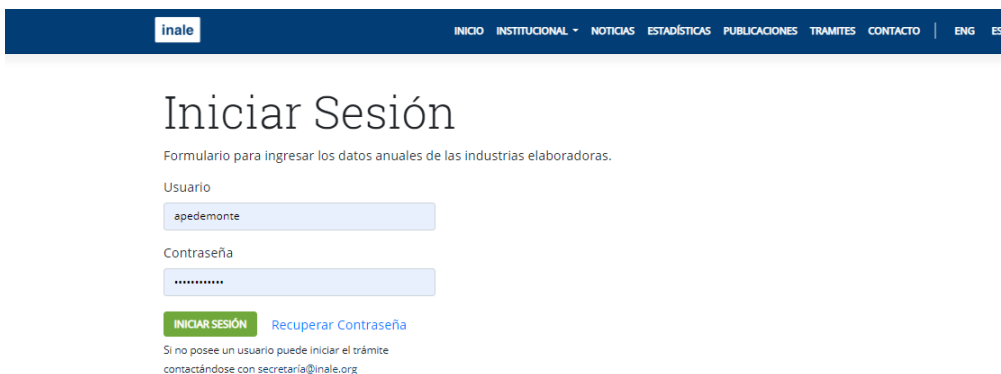 inale INICIO INSTITUCIONAL NOTICIAS ESTADÍSTICAS PUBLICACIONES TRAMITES CONTACTO | ENG ES
Iniciar Sesión
Formulario para ingresar los datos anuales de las industrias elaboradoras.
Usuario
apedemonte
Contraseña
••••••••••••
INICIAR SESIÓN Recuperar Contraseña
Si no posee un usuario puede iniciar el trámite
contactándose con secretaría@inale.org